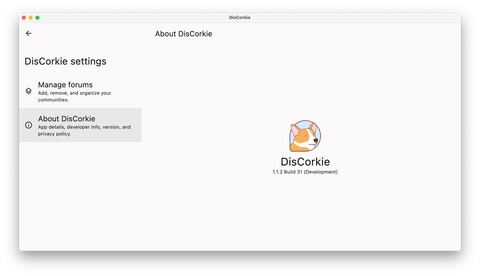 DisCorkie
About DisCorkie
DisCorkie settings
Manage forums
Add, remove, and organize your
communities.
About DisCorkie
App details, developer info, version, and
privacy policy.
DisCorkie
1.1.2 Build 31 (Development)